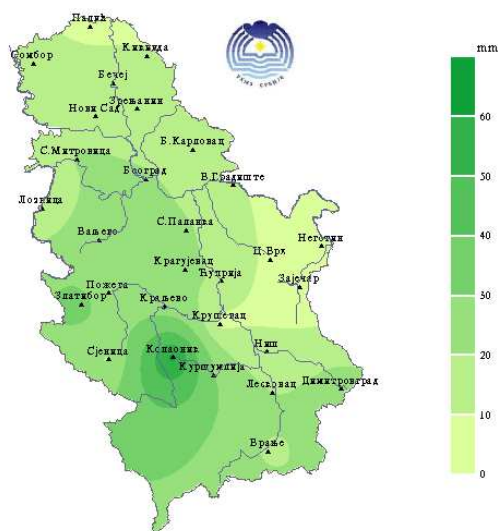 Палић
Кикинда
Сомбор
Бечеј
Зрењанин
Нови Сад
Б.Карловац
С.Митровица
Београд
В.Градиште
Лозница
С.Паланка
Ваљево
Неготин
Ц.Врх
Крагујевац
Ћуприја
Зајечар
Пожега
Златибор
Краљево
Крушевац
Ниш
Сјеница
Копаоник
Куршумлија
Димитровград
Лесковац
Врање
mm
60
50
40
30
20
10
0